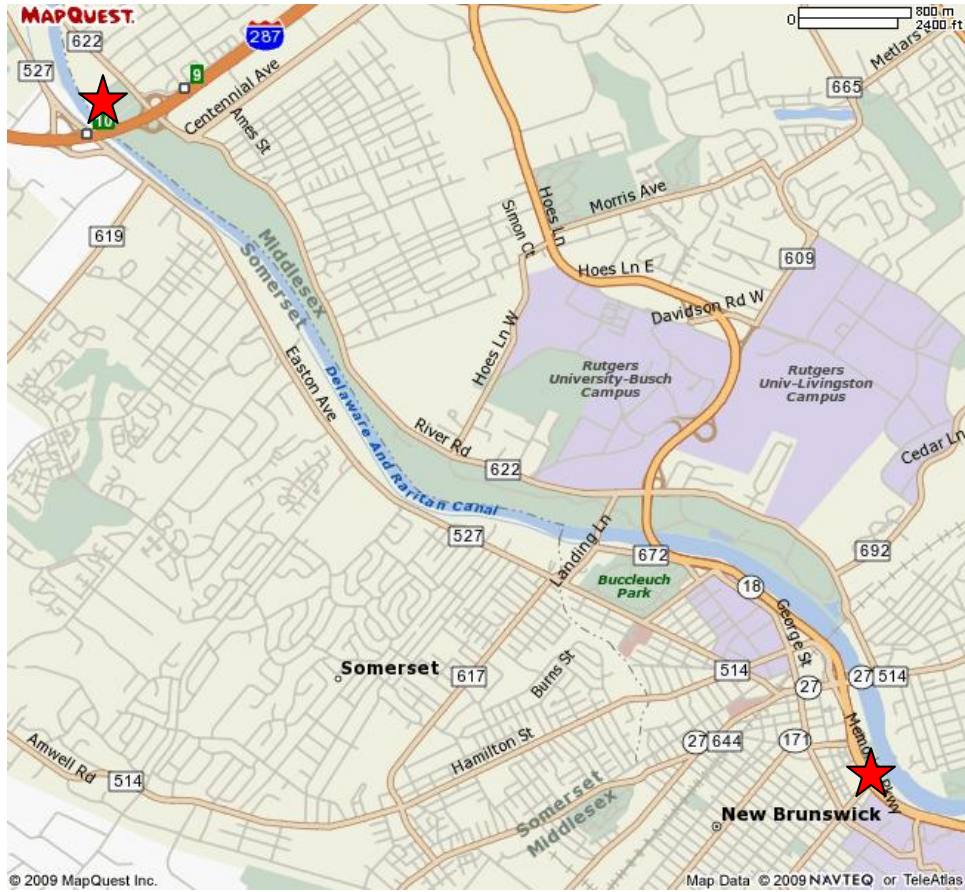 MAPQUEST.
0
800 m
2400 ft
622
287
Metlars
527
9
665
Centennial Ave
10
Ames St
Hoes Ln
Morris Ave
Simon Ct
619
Middlesex
Somerset
Hoes Ln E
609
Davidson Rd W
Hoes Ln W
Easton Ave
Delaware And Raritan Canal
Rutgers
University-Busch
Campus
Rutgers
Univ-Livingston
Campus
River Rd
Cedar Ln
622
527
Landing Ln
672
692
Buccleuch
Park
18
George St
Somerset
617
Burns St
514
27
514
27
Hamilton St
27
644
171
Amwell Rd
514
Somerset
Middlesex
Pkwy
New Brunswick
© 2009 MapQuest Inc.
Map Data © 2009 NAVTEQ or TeleAtlas